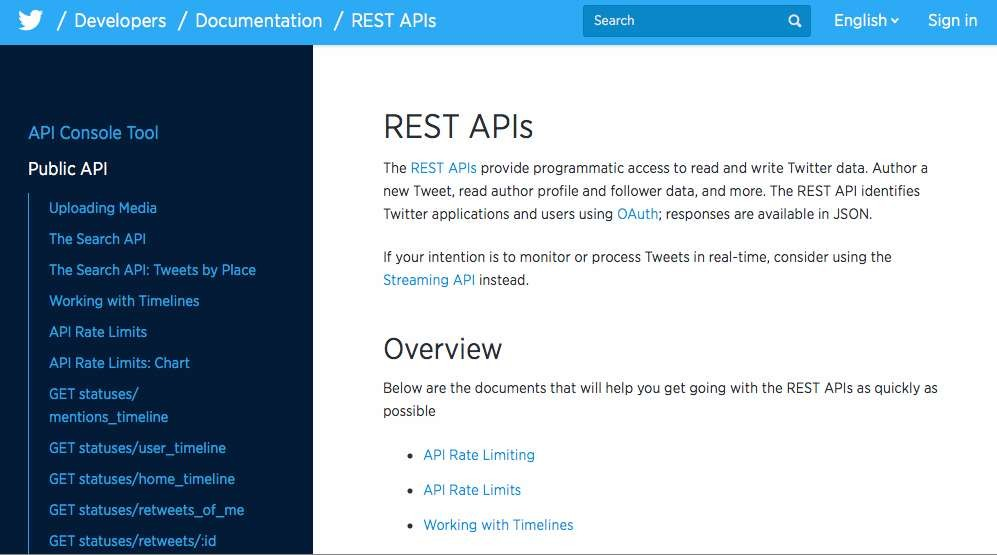 / Developers / Documentation / REST APIs
Search
English
Sign in
API Console Tool
Public API
Uploading Media
The Search API
The Search API: Tweets by Place
Working with Timelines
API Rate Limits
API Rate Limits: Chart
GET statuses/
mentions_timeline
GET statuses/user_timeline
GET statuses/home_timeline
GET statuses/retweets_of_me
GET statuses/retweets/:id
REST APIs
The REST APIs provide programmatic access to read and write Twitter data. Author a
new Tweet, read author profile and follower data, and more. The REST API identifies
Twitter applications and users using OAuth; responses are available in JSON.
If your intention is to monitor or process Tweets in real-time, consider using the
Streaming API instead.
Overview
Below are the documents that will help you get going with the REST APIs as quickly as
possible
• API Rate Limiting
• API Rate Limits
• Working with Timelines